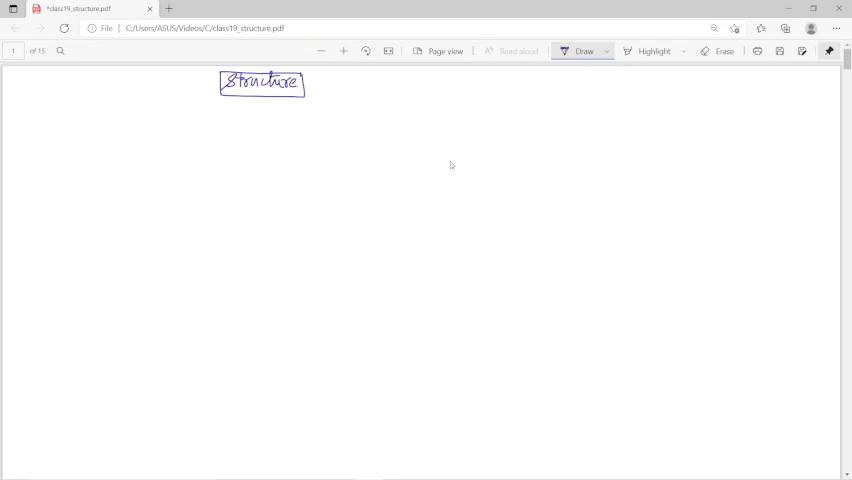 *class19_structure.pdf
File
C:/Users/ASUS/Videos/C/class19_structure.pdf
1 of 15
Page view
Read aloud
Draw
Highlight
Erase
Structure